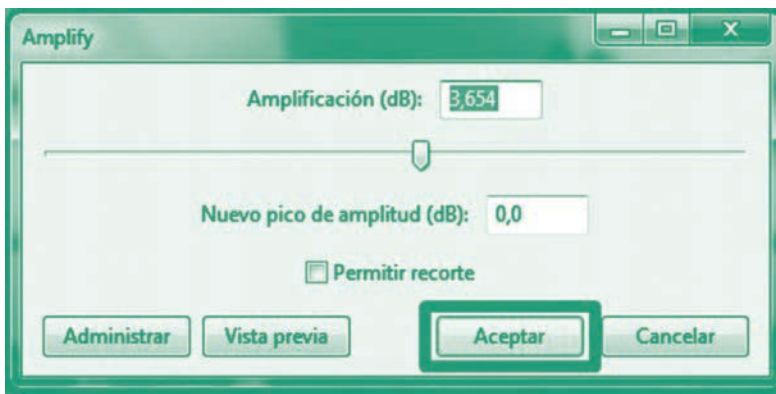 Amplify
Amplificación (dB): 3,654
Nuevo pico de amplitud (dB): 0,0
Permitir recorte
Administrar Vista previa Aceptar Cancelar